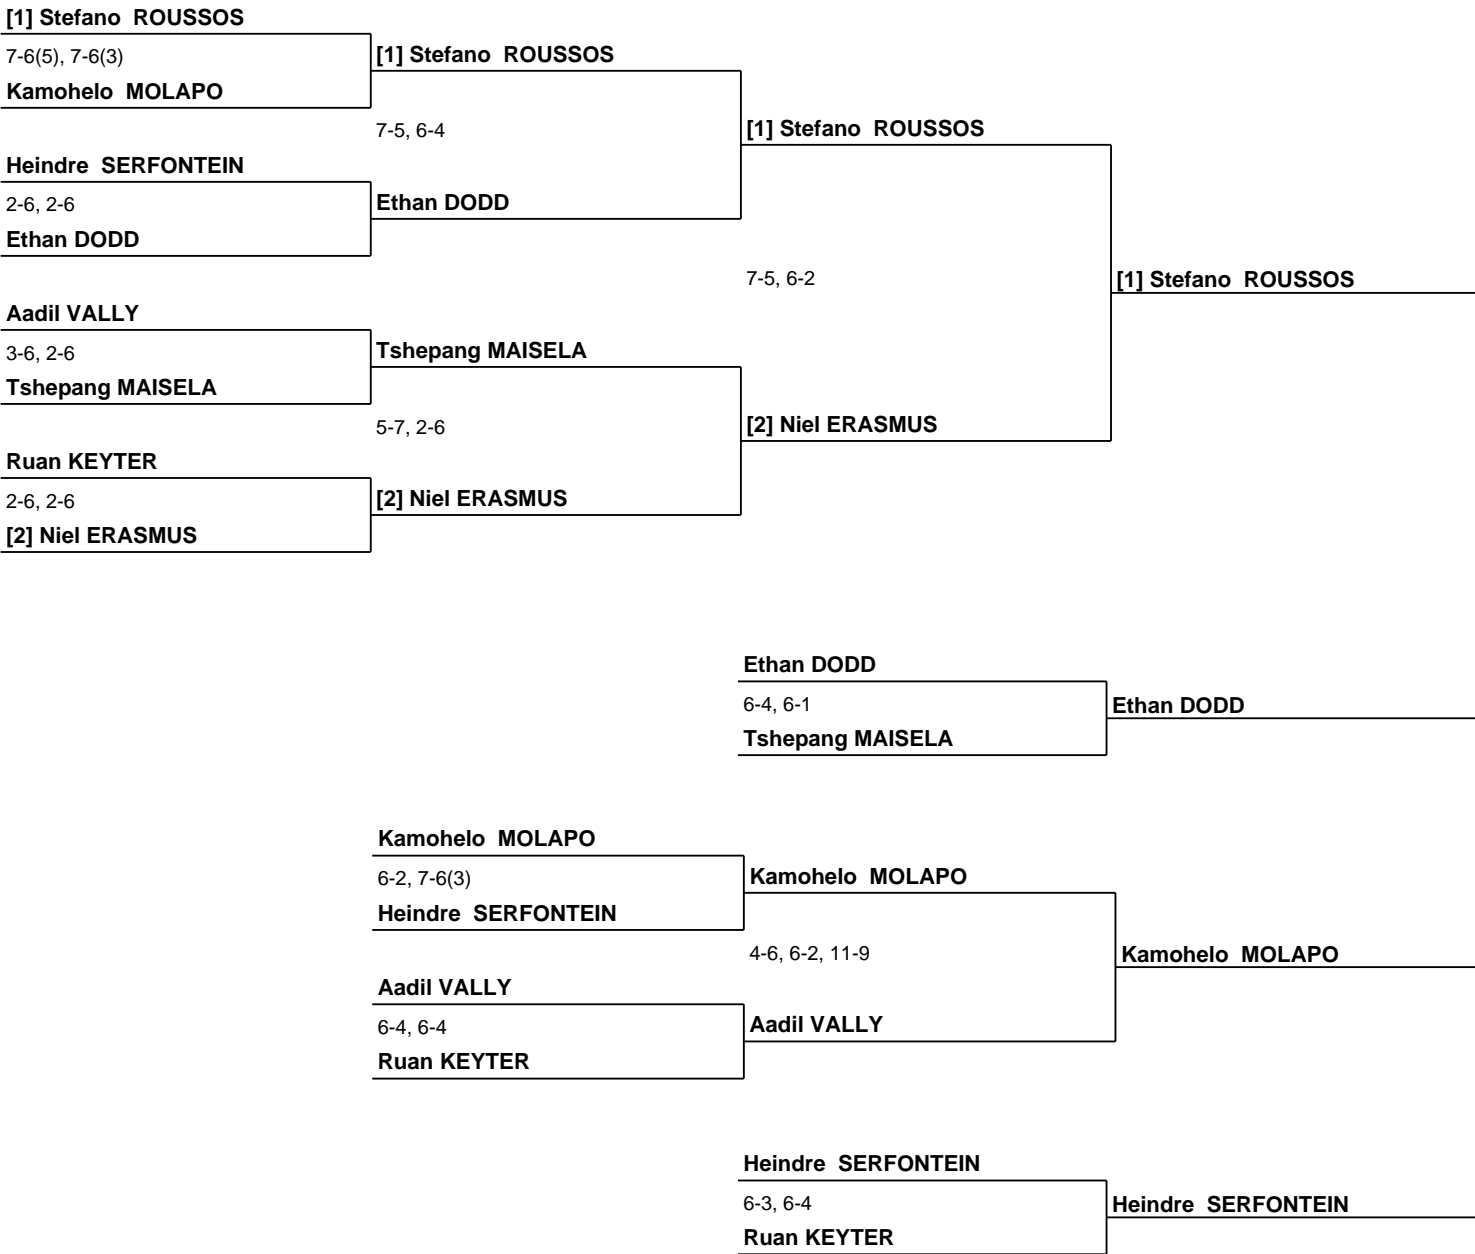 [1] Stefano  ROUSSOS
7-6(5), 7-6(3)
[1] Stefano  ROUSSOS
Kamohelo  MOLAPO
7-5, 6-4
[1] Stefano  ROUSSOS
Heindre  SERFONTEIN
2-6, 2-6
Ethan DODD
Ethan DODD
7-5, 6-2
[1] Stefano  ROUSSOS
Aadil VALLY
3-6, 2-6
Tshepang MAISELA
Tshepang MAISELA
5-7, 2-6
[2] Niel ERASMUS
Ruan KEYTER
2-6, 2-6
[2] Niel ERASMUS
[2] Niel ERASMUS
Ethan DODD
6-4, 6-1
Ethan DODD
Tshepang MAISELA
Kamohelo  MOLAPO
6-2, 7-6(3)
Kamohelo  MOLAPO
Heindre  SERFONTEIN
4-6, 6-2, 11-9
Kamohelo  MOLAPO
Aadil VALLY
6-4, 6-4
Aadil VALLY
Ruan KEYTER
Heindre  SERFONTEIN
6-3, 6-4
Heindre  SERFONTEIN
Ruan KEYTER